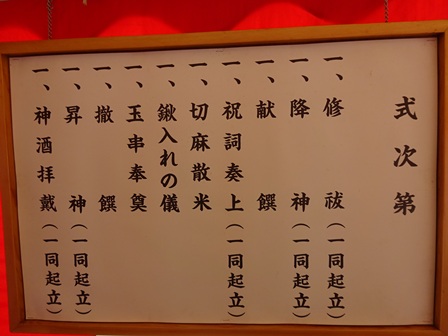 式次第
一、修祓（一同起立）
一、降神（一同起立）
一、献饌
一、祝詞奏上（一同起立）
一、切麻散米
一、鍬入れの儀
一、玉串奉奠
一、撤饌
一、昇神（一同起立）
一、神酒拝戴（一同起立）